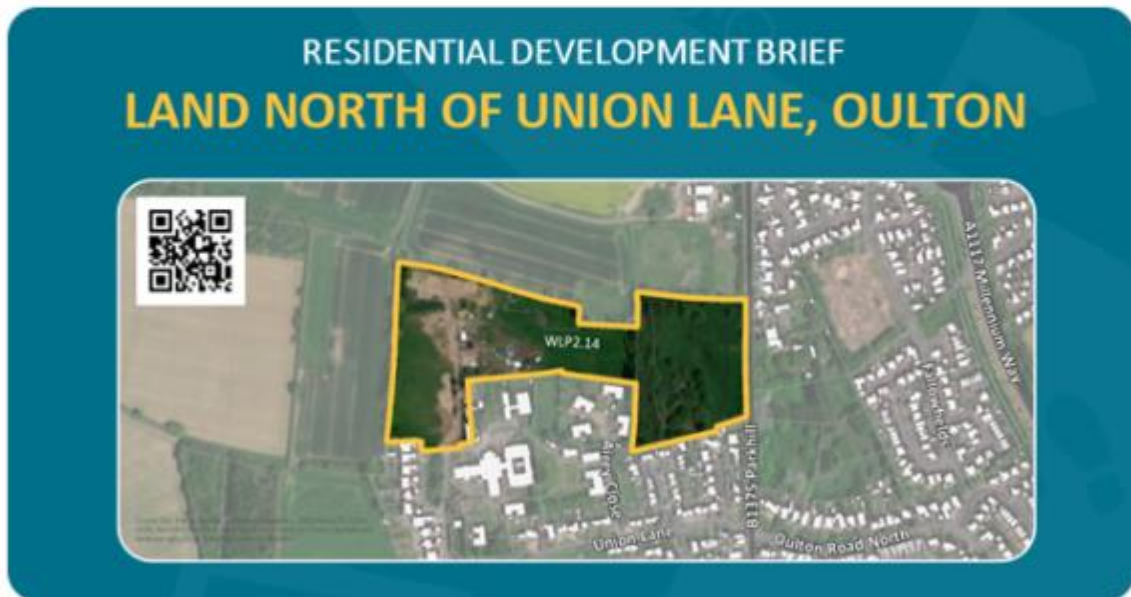 RESIDENTIAL DEVELOPMENT BRIEF
LAND NORTH OF UNION LANE, OULTON
WLP2.14
A1117 Millennium Way
Fallowfields
B1375 Parkhill
Union Lane
Oulton Road North